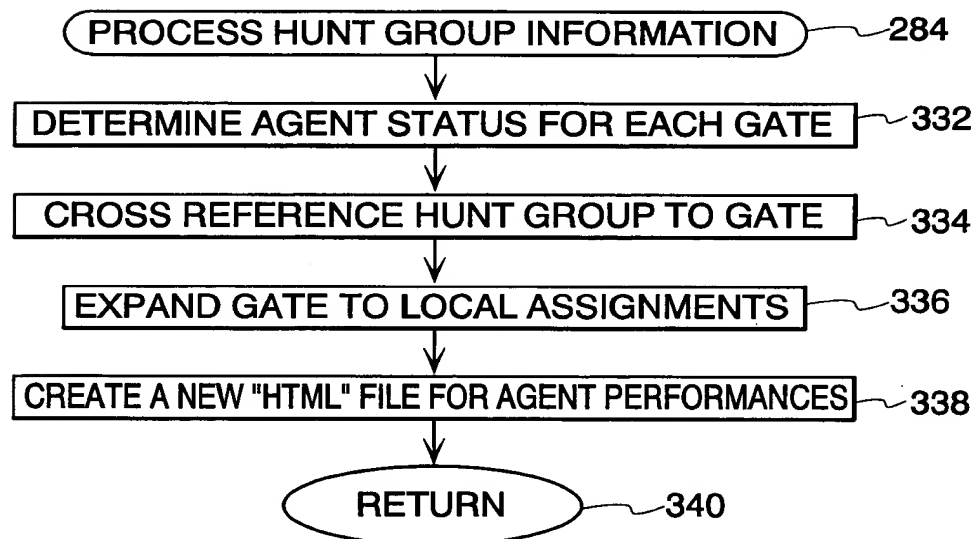 PROCESS HUNT GROUP INFORMATION 284
DETERMINE AGENT STATUS FOR EACH GATE 332
CROSS REFERENCE HUNT GROUP TO GATE 334
EXPAND GATE TO LOCAL ASSIGNMENTS 336
CREATE A NEW "HTML" FILE FOR AGENT PERFORMANCES 338
RETURN 340